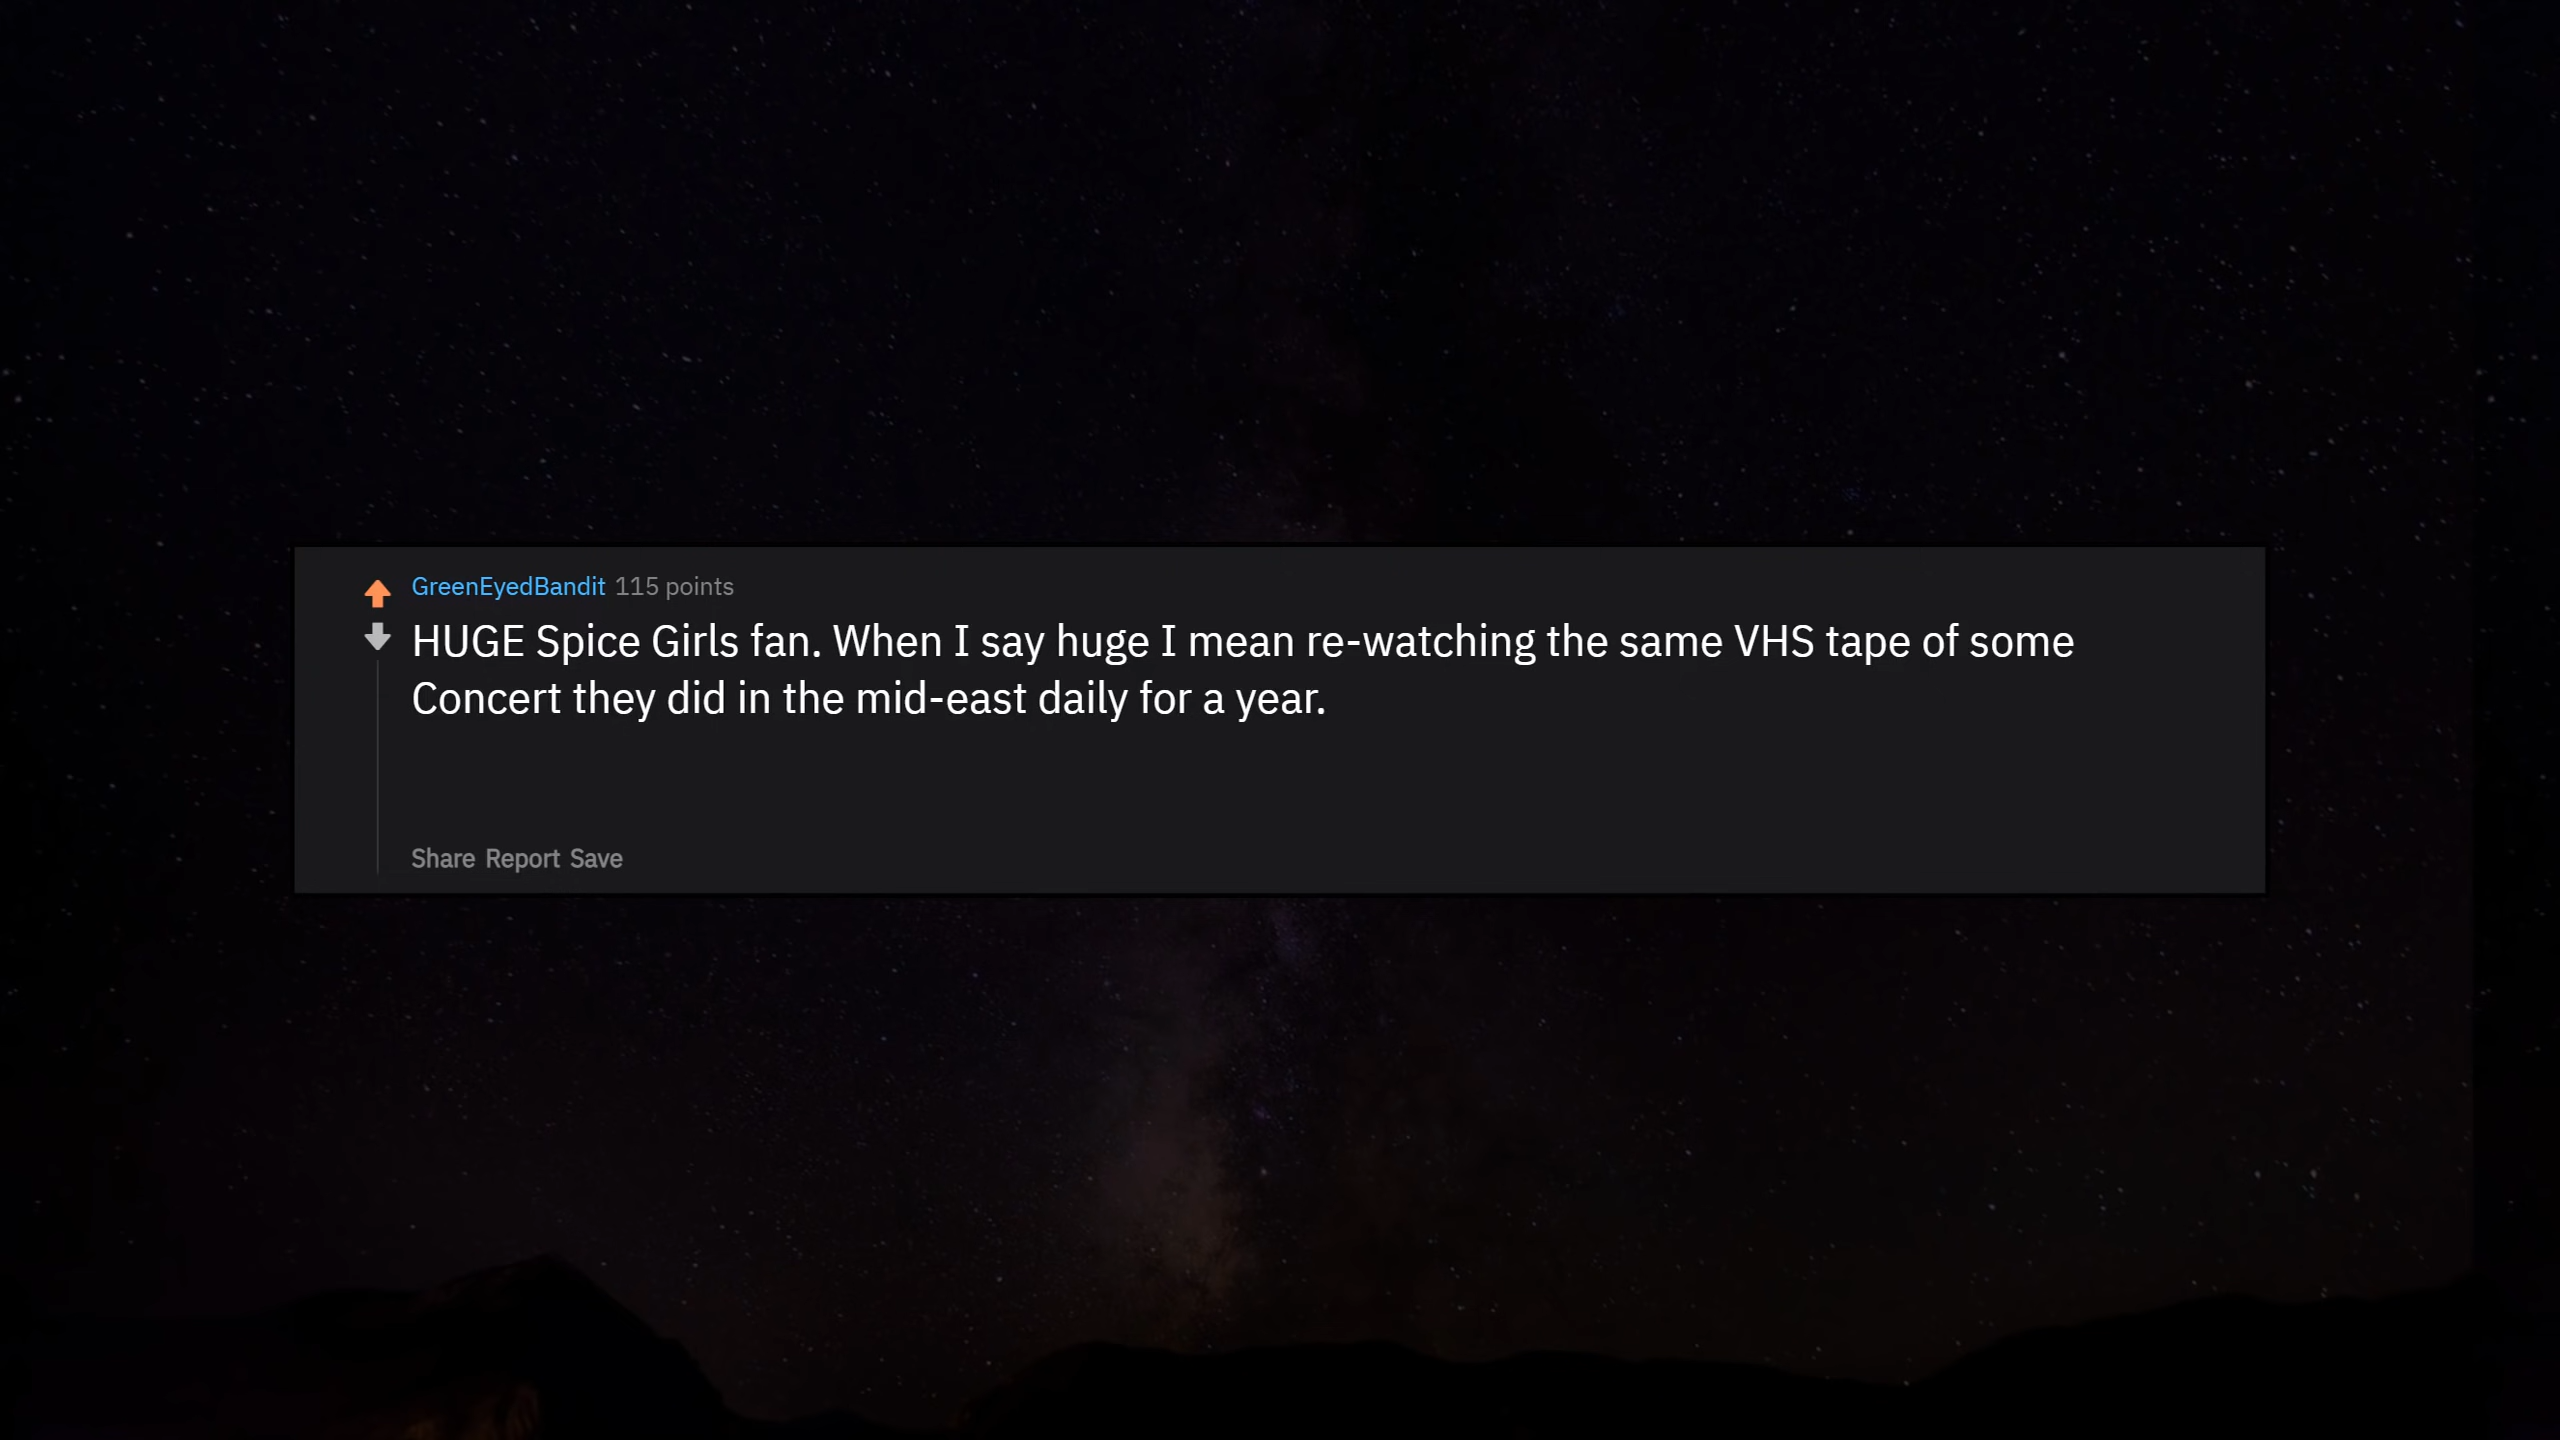 GreenEyedBandit 115 points
HUGE Spice Girls fan. When I say huge I mean re-watching the same VHS tape of some
Concert they did in the mid-east daily for a year.
Share Report Save